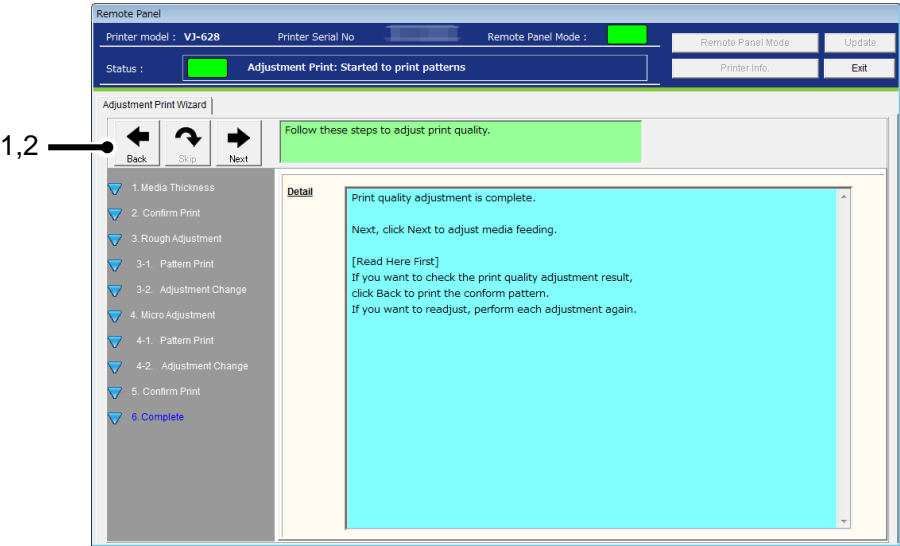 Remote Panel
Printer model : VJ-628 Printer Serial No Remote Panel Mode :
Remote Panel Mode Update
Status : Adjustment Print: Started to print patterns
Printer Info. Exit
Adjustment Print Wizard
1,2
Back Skip Next
Follow these steps to adjust print quality.
1. Media Thickness
2. Confirm Print
3. Rough Adjustment
3-1. Pattern Print
3-2. Adjustment Change
4. Micro Adjustment
4-1. Pattern Print
4-2. Adjustment Change
5. Confirm Print
6. Complete
Detail
Print quality adjustment is complete.
Next, click Next to adjust media feeding.
[Read Here First]
If you want to check the print quality adjustment result,
click Back to print the conform pattern.
If you want to readjust, perform each adjustment again.